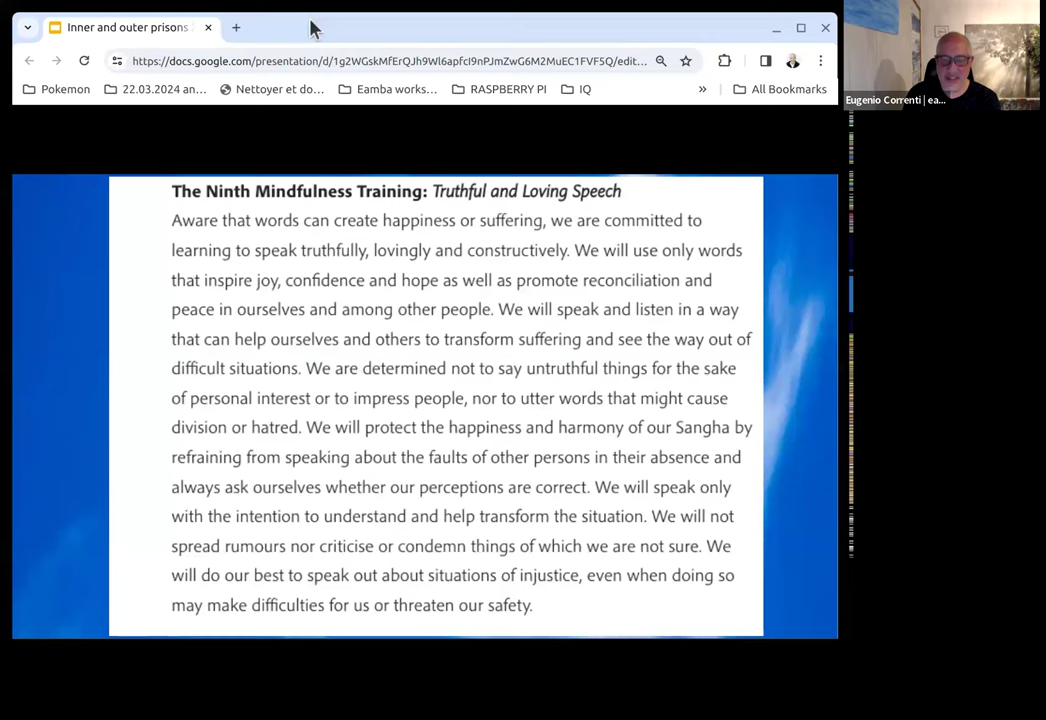 Inner and outer prisons
https://docs.google.com/presentation/d/1g2WGskMfErQJh9Wl6apfcI9nPJmZwG6M2MuEC1FVF5Q/edit...
Pokemon 22.03.2024 an... Nettoyer et do... Eamba works... RASPBERRY PI IQ » All Bookmarks
Eugenio Correnti | ea...
The Ninth Mindfulness Training: Truthful and Loving Speech
Aware that words can create happiness or suffering, we are committed to
learning to speak truthfully, lovingly and constructively. We will use only words
that inspire joy, confidence and hope as well as promote reconciliation and
peace in ourselves and among other people. We will speak and listen in a way
that can help ourselves and others to transform suffering and see the way out of
difficult situations. We are determined not to say untruthful things for the sake
of personal interest or to impress people, nor to utter words that might cause
division or hatred. We will protect the happiness and harmony of our Sangha by
refraining from speaking about the faults of other persons in their absence and
always ask ourselves whether our perceptions are correct. We will speak only
with the intention to understand and help transform the situation. We will not
spread rumours nor criticise or condemn things of which we are not sure. We
will do our best to speak out about situations of injustice, even when doing so
may make difficulties for us or threaten our safety.